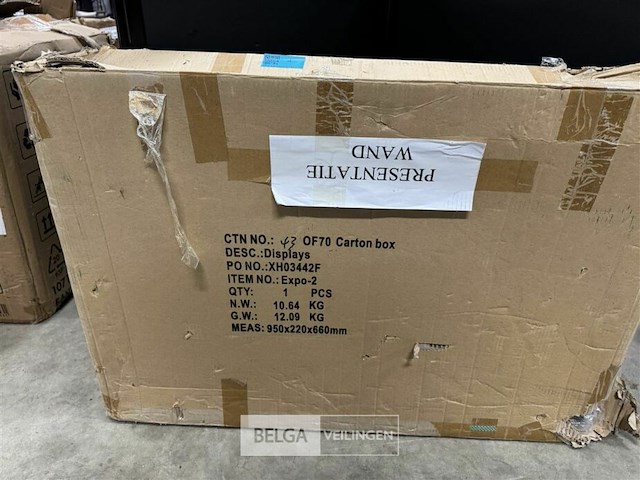 PRESENTATIE
WAND
CTN NO.: 43 OF70 Carton box
DESC.:Displays
PO NO.:XH03442F
ITEM NO.: Expo-2
QTY: 1 PCS
N.W.: 10.64 KG
G.W.: 12.09 KG
MEAS: 950x220x660mm
BELGA VEILINGEN